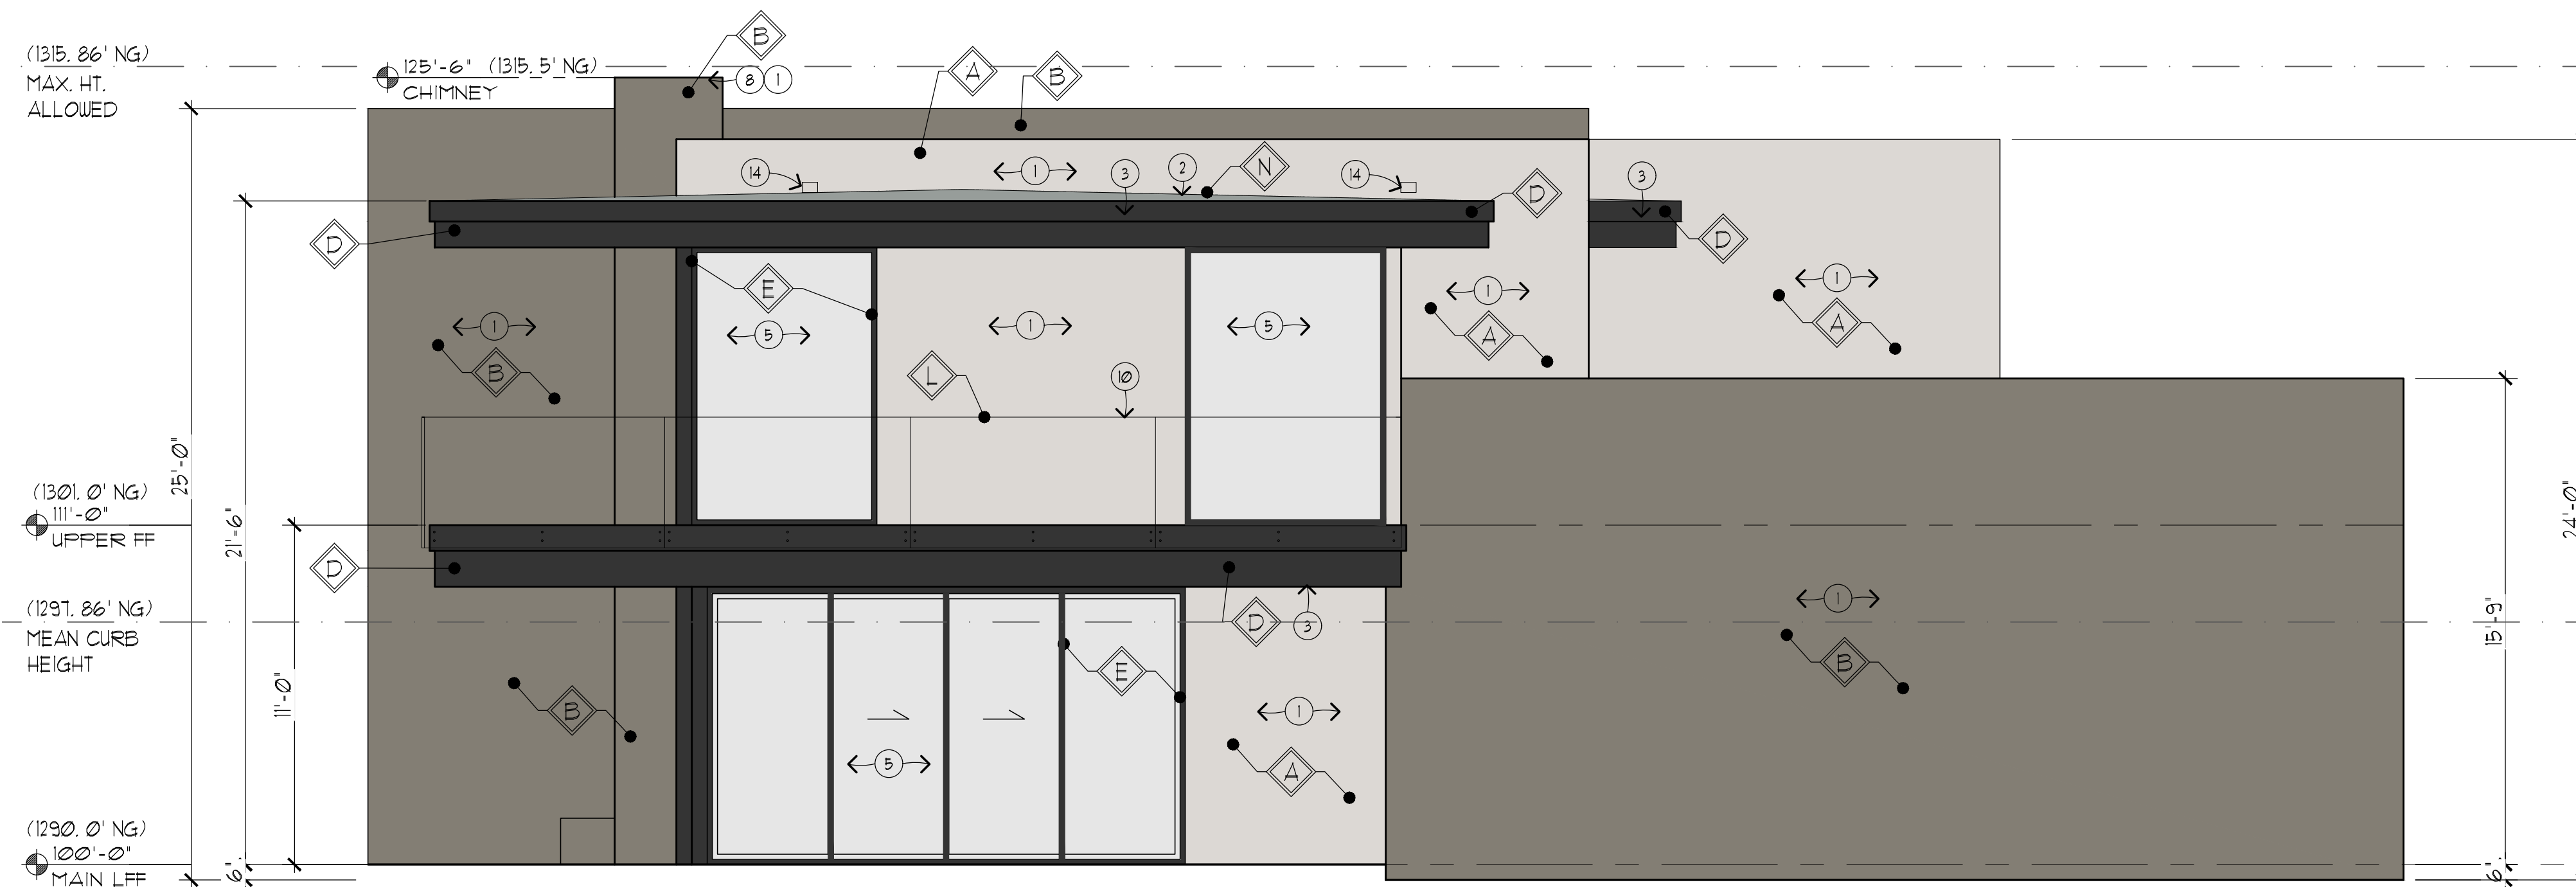 (1315.86' NG)
MAX. HT.
ALLOWED
125'-6" (1315.5' NG)
CHIMNEY
B
8
1
A
B
14
1
3
2
N
14
D
3
D
D
E
5
1
5
1
A
1
A
1
B
L
10
25'-0"
21'-6"
(1301.0' NG)
111'-0"
UPPER FF
24'-0"
D
(1297.86' NG)
MEAN CURB
HEIGHT
D
3
1
B
15'-9"
E
11'-0"
B
5
1
A
(1290.0' NG)
100'-0"
MAIN LFF
6"
6"